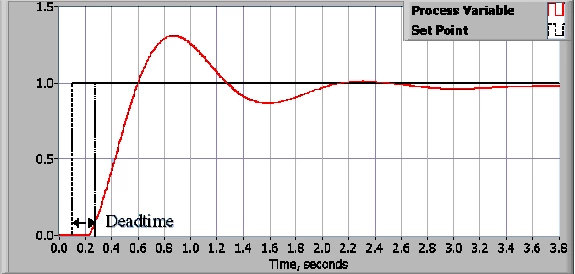 1.5
Process Variable
Set Point
1.0
0.5
Deadtime
0.0
0.0 0.2 0.4 0.6 0.8 1.0 1.2 1.4 1.6 1.8 2.0 2.2 2.4 2.6 2.8 3.0 3.2 3.4 3.6 3.8
Time, seconds